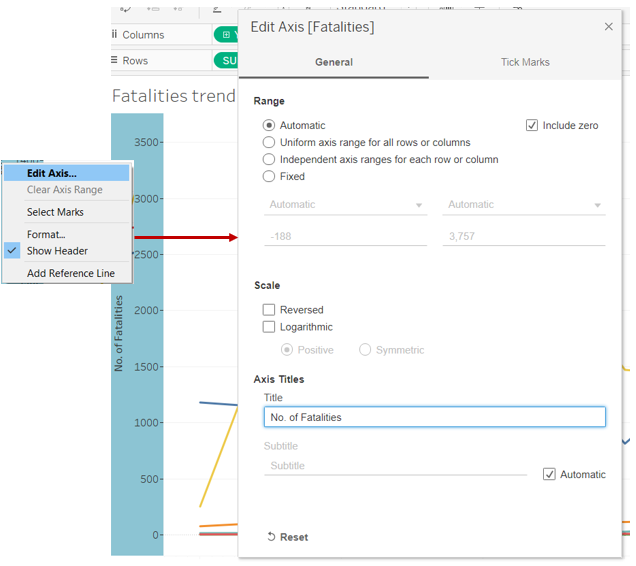 Columns
Rows
SU
Fatalities trend
3500
3000
2000
1500
1000
500
0
No. of Fatalities
Edit Axis...
Clear Axis Range
Select Marks
Format...
Show Header
Add Reference Line
Edit Axis [Fatalities]
General
Tick Marks
Range
Automatic
Include zero
Uniform axis range for all rows or columns
Independent axis ranges for each row or column
Fixed
Automatic
Automatic
-188
3,757
Scale
Reversed
Logarithmic
Positive
Symmetric
Axis Titles
Title
No. of Fatalities
Subtitle
Subtitle
Automatic
Reset